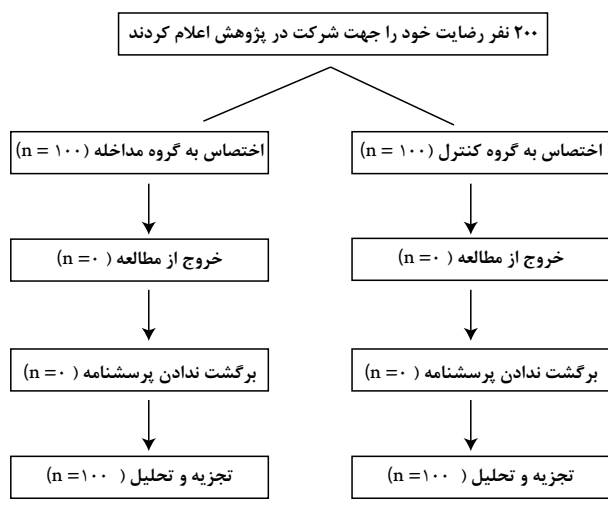 ۲۰۰ نفر رضایت خود را جهت شرکت در پژوهش اعلام کردند
اختصاص به گروه کنترل (n = ۱۰۰)
اختصاص به گروه مداخله (n = ۱۰۰)
خروج از مطالعه (n =۰)
خروج از مطالعه (n =۰)
برگشت ندادن پرسشنامه (n =۰)
برگشت ندادن پرسشنامه (n =۰)
تجزیه و تحلیل (n =۱۰۰)
تجزیه و تحلیل (n =۱۰۰)